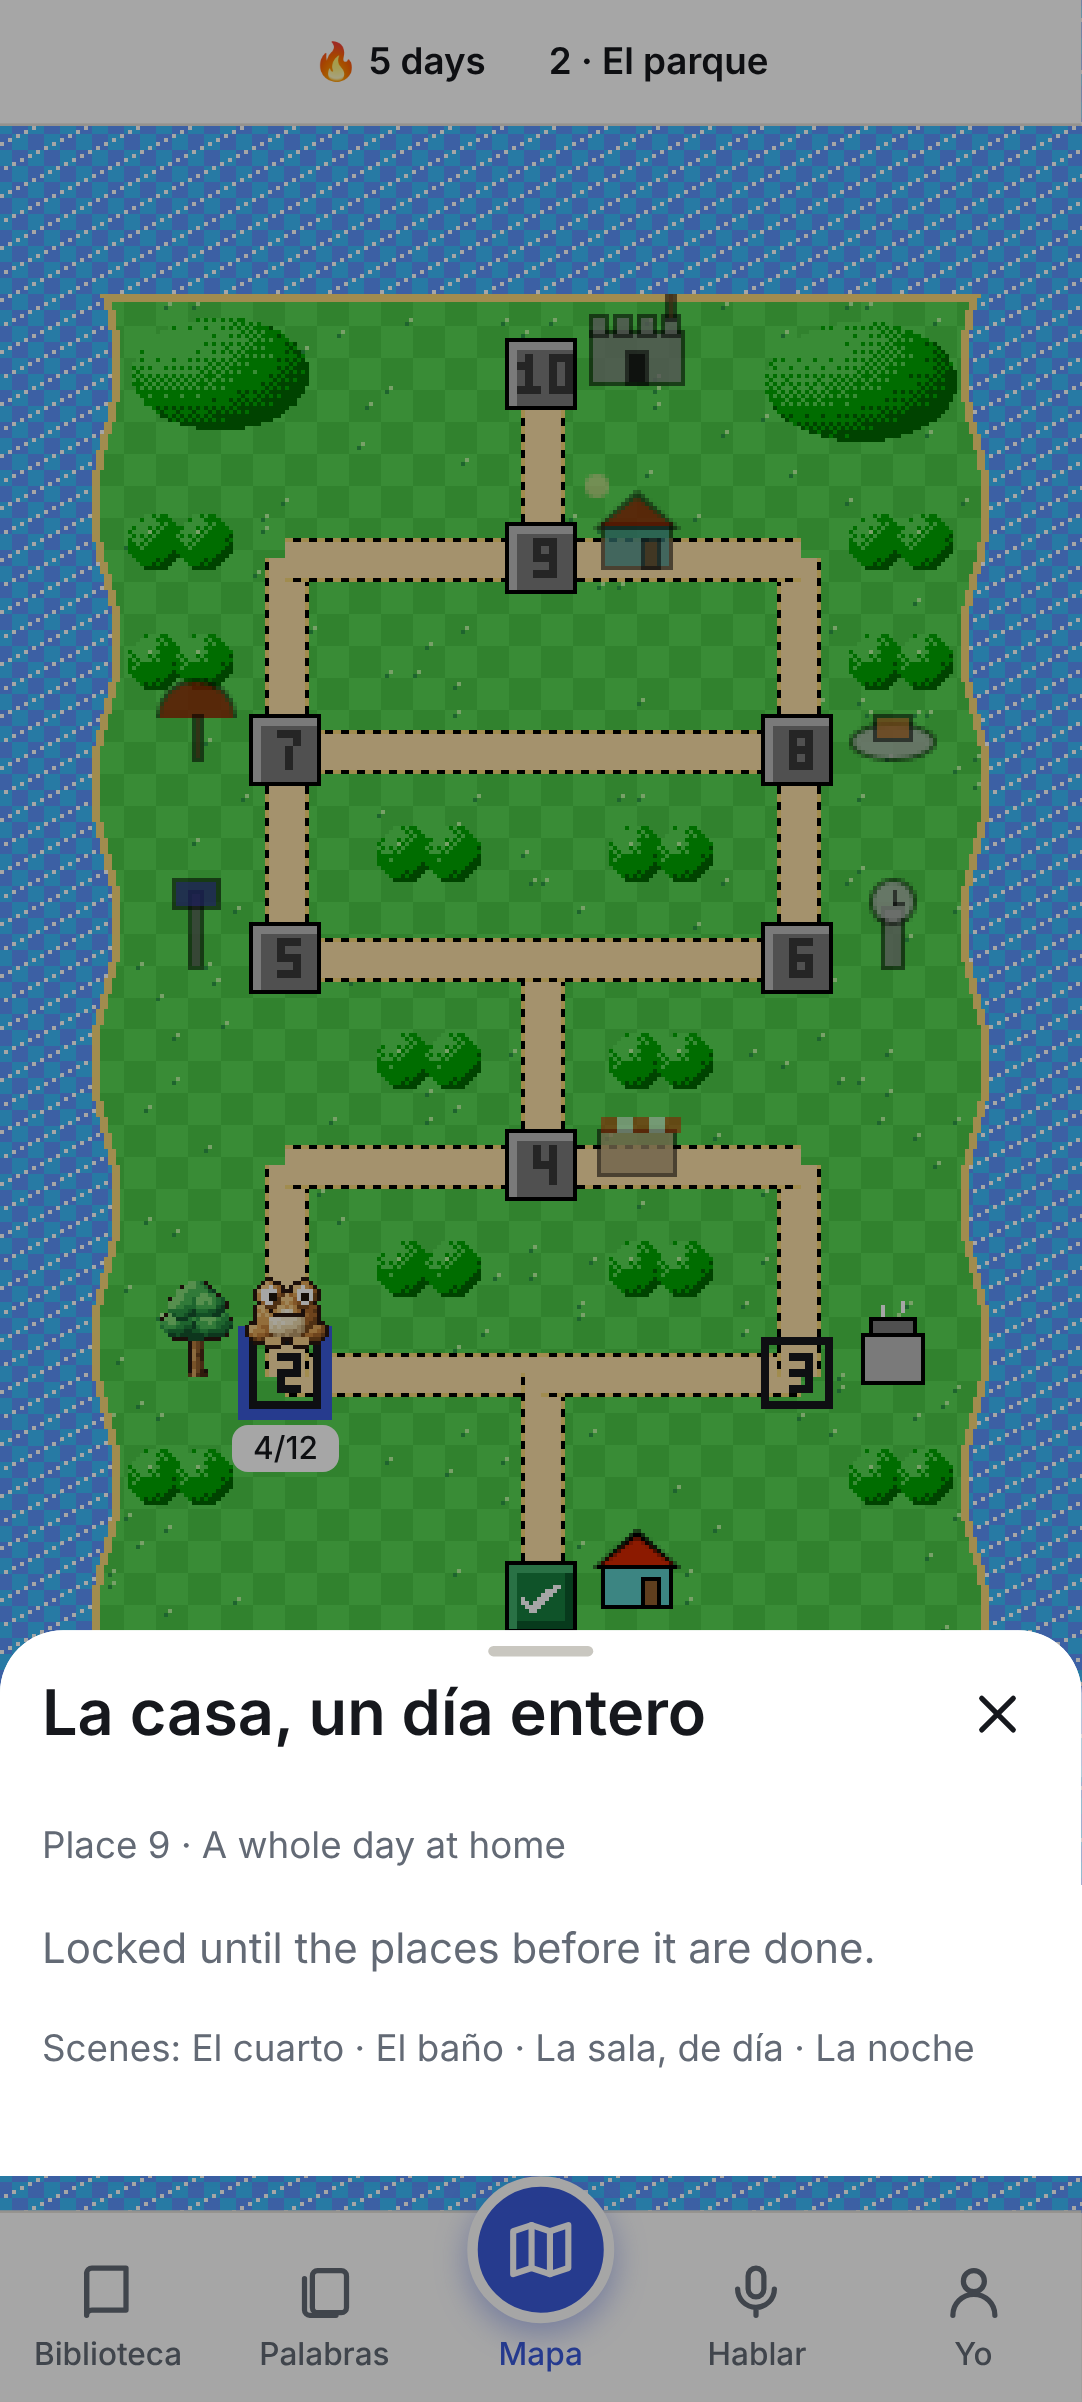 5 days
2 · El parque
10
9
7
8
5
6
4
2
3
4/12
La casa, un día entero
Place 9 · A whole day at home
Locked until the places before it are done.
Scenes: El cuarto · El baño · La sala, de día · La noche
Biblioteca
Palabras
Mapa
Hablar
Yo